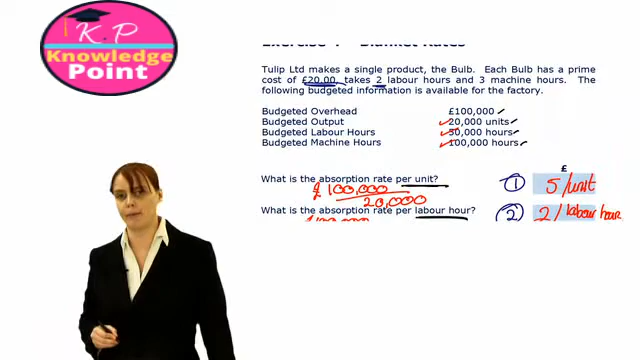 K.P
Knowledge
Point
Tulip Ltd makes a single product, the Bulb. Each Bulb has a prime
cost of £20.00 takes 2 labour hours and 3 machine hours. The
following budgeted information is available for the factory.
Budgeted Overhead £100,000
Budgeted Output 20,000 units
Budgeted Labour Hours 50,000 hours
Budgeted Machine Hours 100,000 hours
£
What is the absorption rate per unit? 1 5/unit
£100,000
20,000
What is the absorption rate per labour hour? 2 2/labour hour